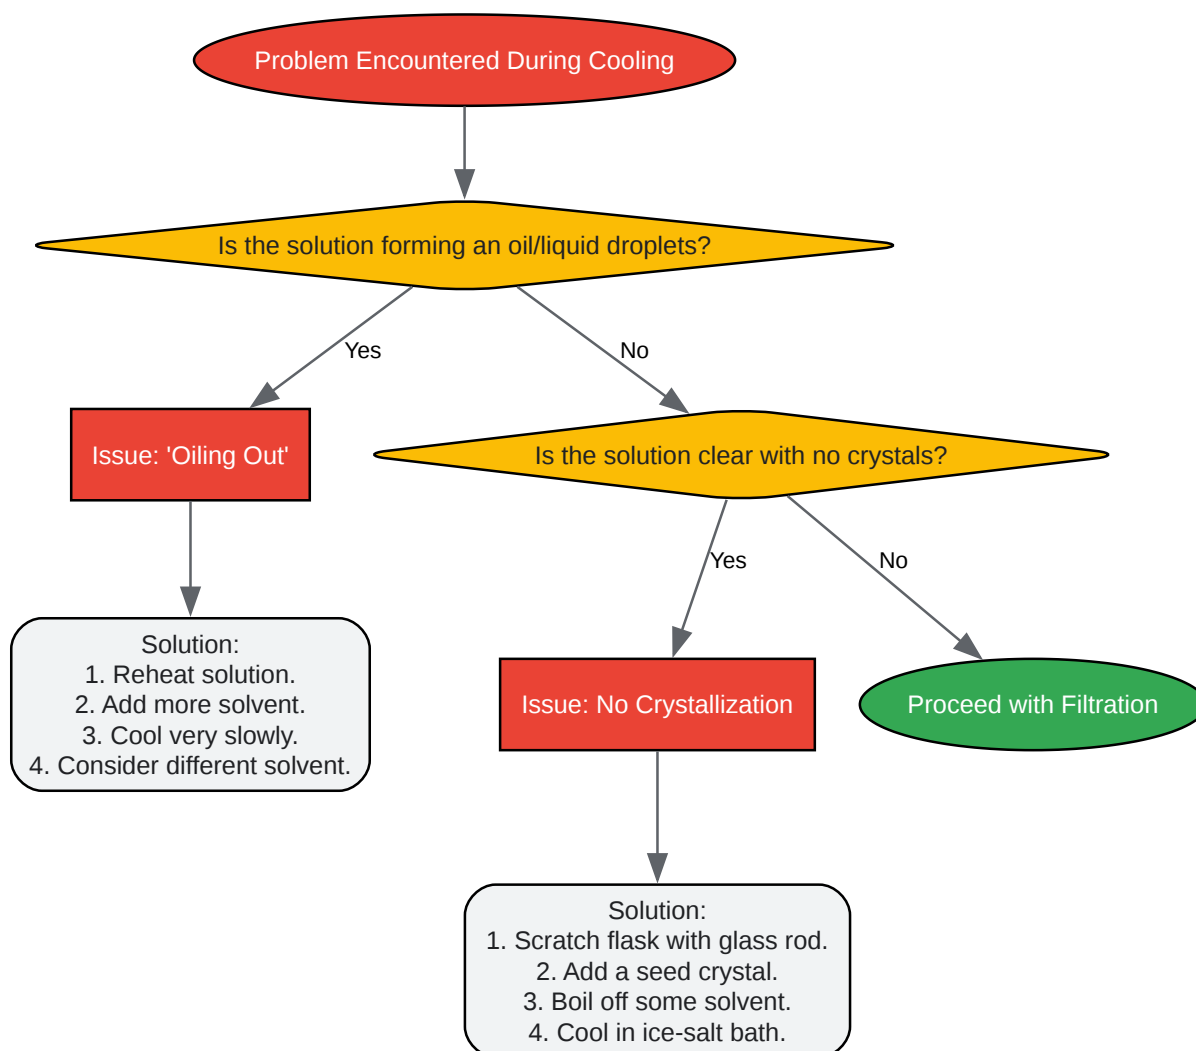 Problem Encountered During Cooling
Is the solution forming an oil/liquid droplets?
Yes
No
Issue: 'Oiling Out'
Is the solution clear with no crystals?
Yes
No
Solution:
1. Reheat solution.
2. Add more solvent.
3. Cool very slowly.
4. Consider different solvent.
Issue: No Crystallization
Proceed with Filtration
Solution:
1. Scratch flask with glass rod.
2. Add a seed crystal.
3. Boil off some solvent.
4. Cool in ice-salt bath.